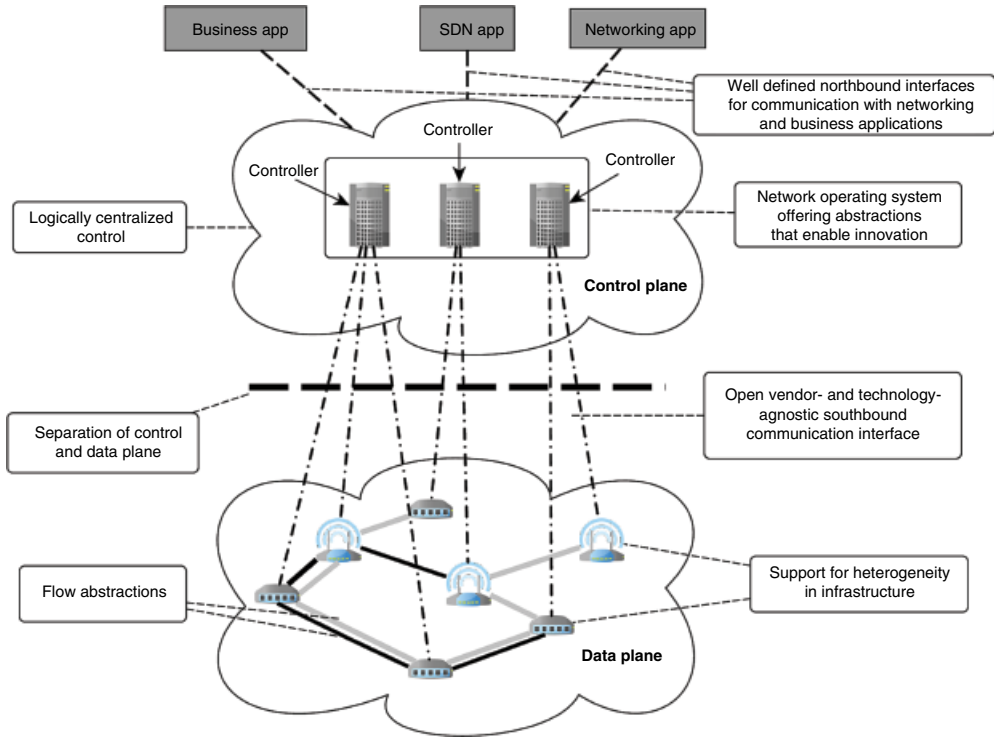 Business app
SDN app
Networking app
Well defined northbound interfaces
for communication with networking
and business applications
Controller
Controller
Controller
Logically centralized
control
Network operating system
offering abstractions
that enable innovation
Control plane
Separation of control
and data plane
Open vendor- and technology-
agnostic southbound
communication interface
Flow abstractions
Support for heterogeneity
in infrastructure
Data plane